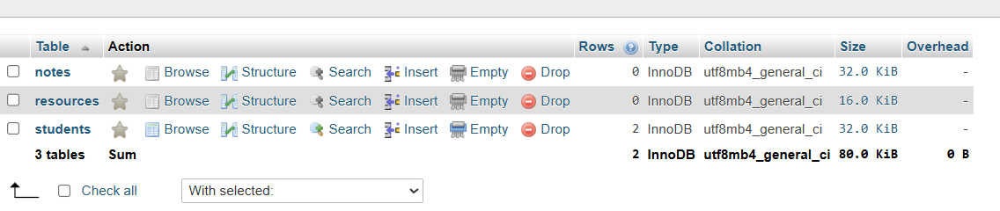 Table Action Rows Type Collation Size Overhead
notes Browse Structure Search Insert Empty Drop 0 InnoDB utf8mb4_general_ci 32.0 KiB -
resources Browse Structure Search Insert Empty Drop 0 InnoDB utf8mb4_general_ci 16.0 KiB -
students Browse Structure Search Insert Empty Drop 2 InnoDB utf8mb4_general_ci 32.0 KiB -
3 tables Sum 2 InnoDB utf8mb4_general_ci 80.0 KiB 0 B
Check all With selected: